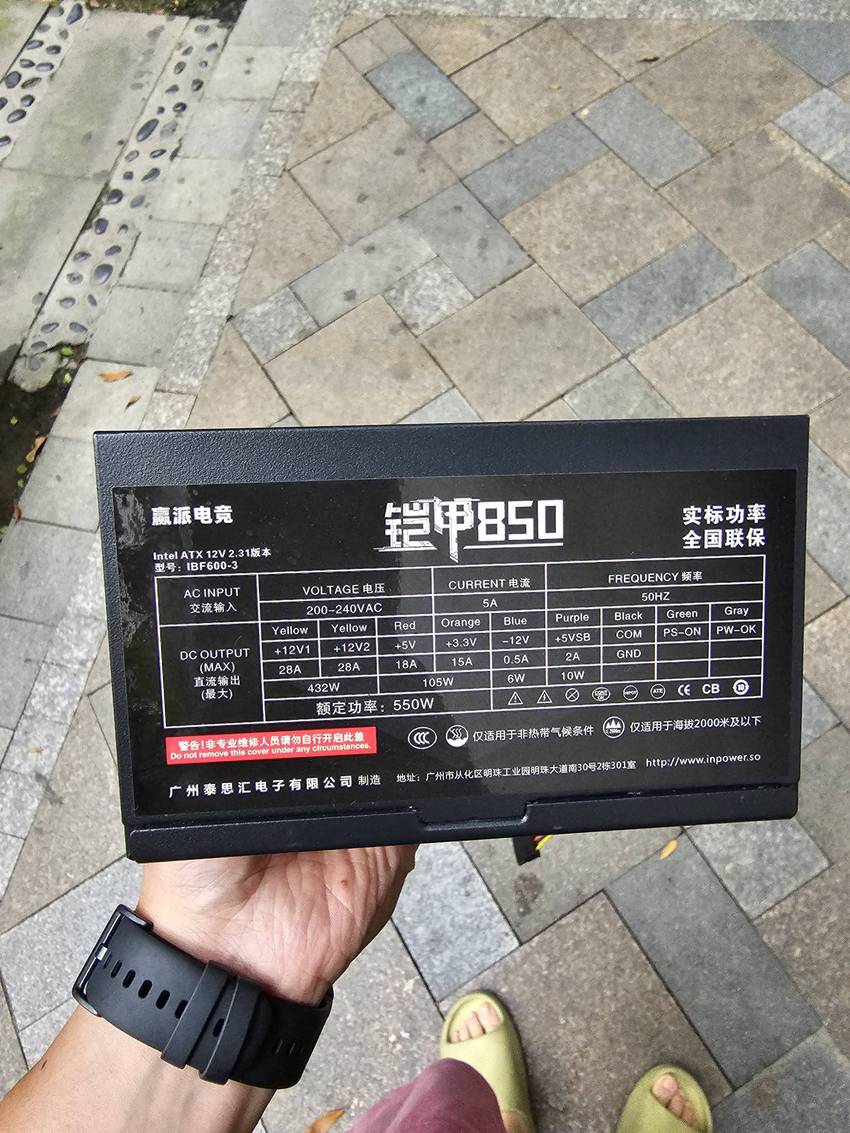 赢派电竞
铠甲850
实标功率
全国联保
Intel ATX 12V 2.31版本
型号: IBF600-3
AC INPUT
交流输入
VOLTAGE 电压 CURRENT 电流 FREQUENCY 频率
200-240VAC 5A 50HZ
DC OUTPUT
(MAX)
直流输出
(最大)
Yellow Yellow Red Orange Blue Purple Black Green Gray
+12V1 +12V2 +5V +3.3V -12V +5VSB COM PS-ON PW-OK
28A 28A 18A 15A 0.5A 2A GND
432W 105W 6W 10W
额定功率: 550W
CE CB 10
警告!非专业维修人员请勿自行开启此盖
Do not remove this cover under any circumstances.
CCC 仅适用于非热带气候条件 仅适用于海拔2000米及以下
广州泰思汇电子有限公司 制造 地址: 广州市从化区明珠工业园明珠大道南30号2栋301室 http://www.inpower.so